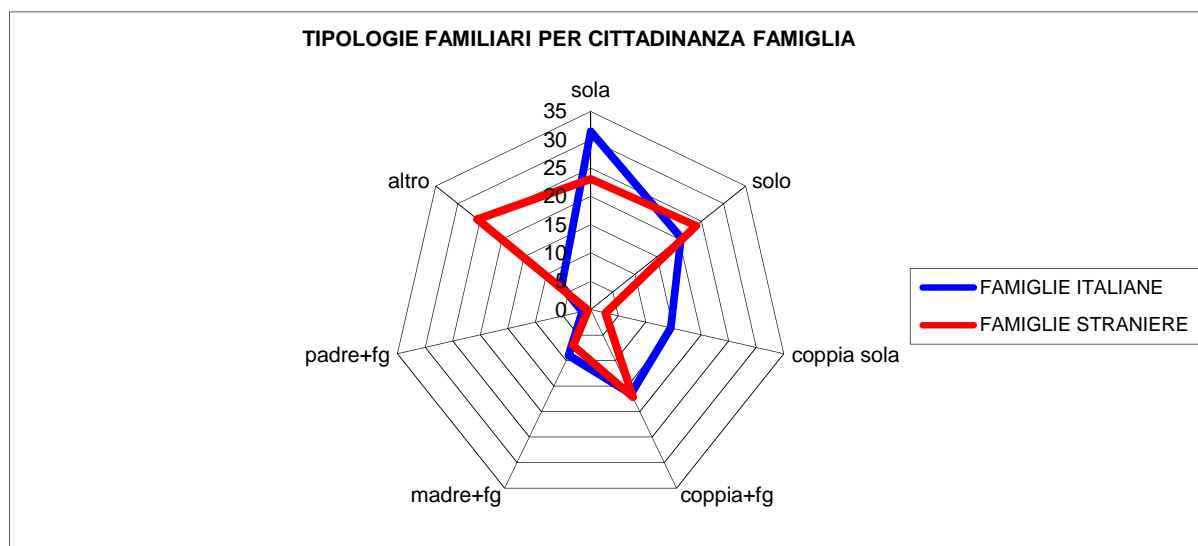 TIPOLOGIE FAMILIARI PER CITTADINANZA FAMIGLIA
sola
35
30
25
20
15
10
5
0
altro
solo
padre+fg
coppia sola
madre+fg
coppia+fg
FAMIGLIE ITALIANE
FAMIGLIE STRANIERE